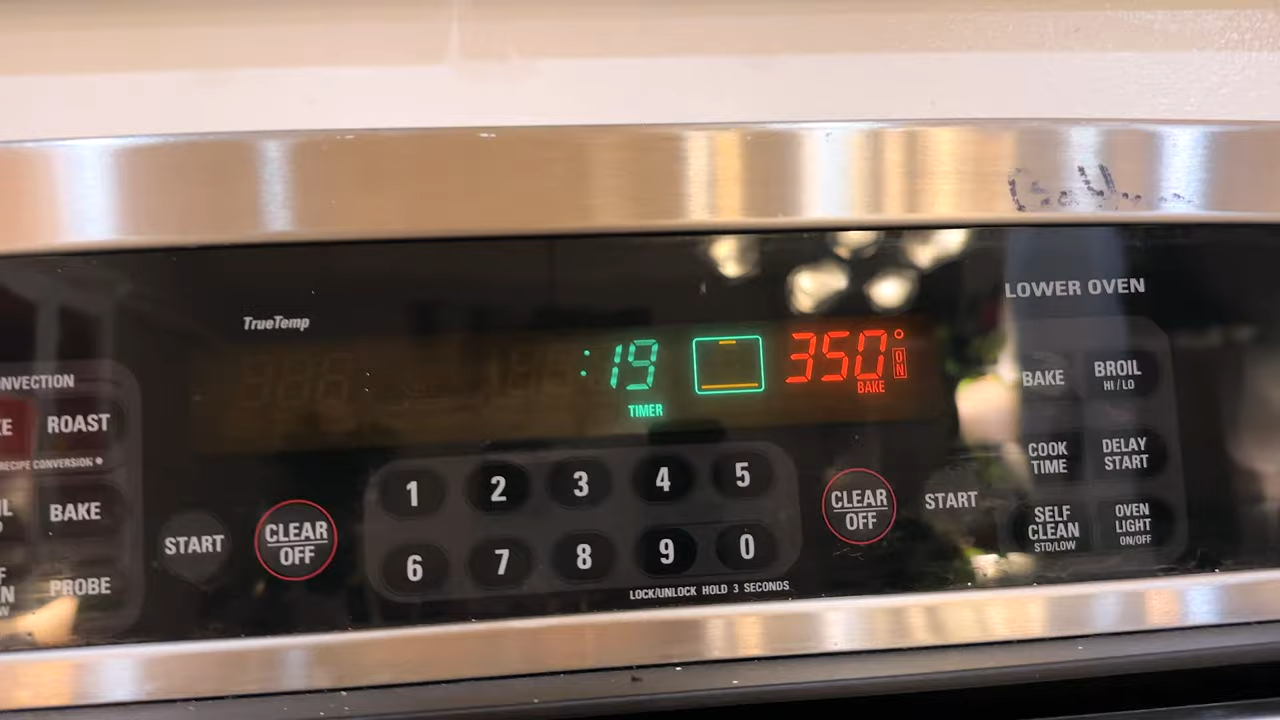 TrueTemp
:19
TIMER
350°
ON
BAKE
LOWER OVEN
NVECTION
ROAST
RECIPE CONVERSION
BAKE
PROBE
START
CLEAR
OFF
1 2 3 4 5
6 7 8 9 0
LOCK/UNLOCK HOLD 3 SECONDS
CLEAR
OFF
START
BAKE
BROIL
HI / LO
COOK
TIME
DELAY
START
SELF
CLEAN
STD/LOW
OVEN
LIGHT
ON/OFF